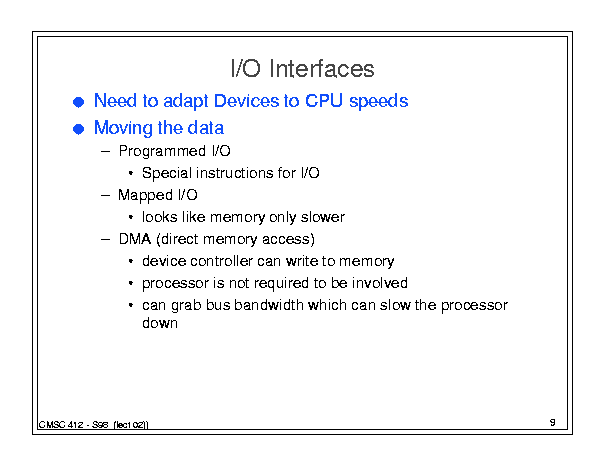 I/O Interfaces
● Need to adapt Devices to CPU speeds
● Moving the data
– Programmed I/O
• Special instructions for I/O
– Mapped I/O
• looks like memory only slower
– DMA (direct memory access)
• device controller can write to memory
• processor is not required to be involved
• can grab bus bandwidth which can slow the processor
down
CMSC 412 - S98 (lect 02))
9